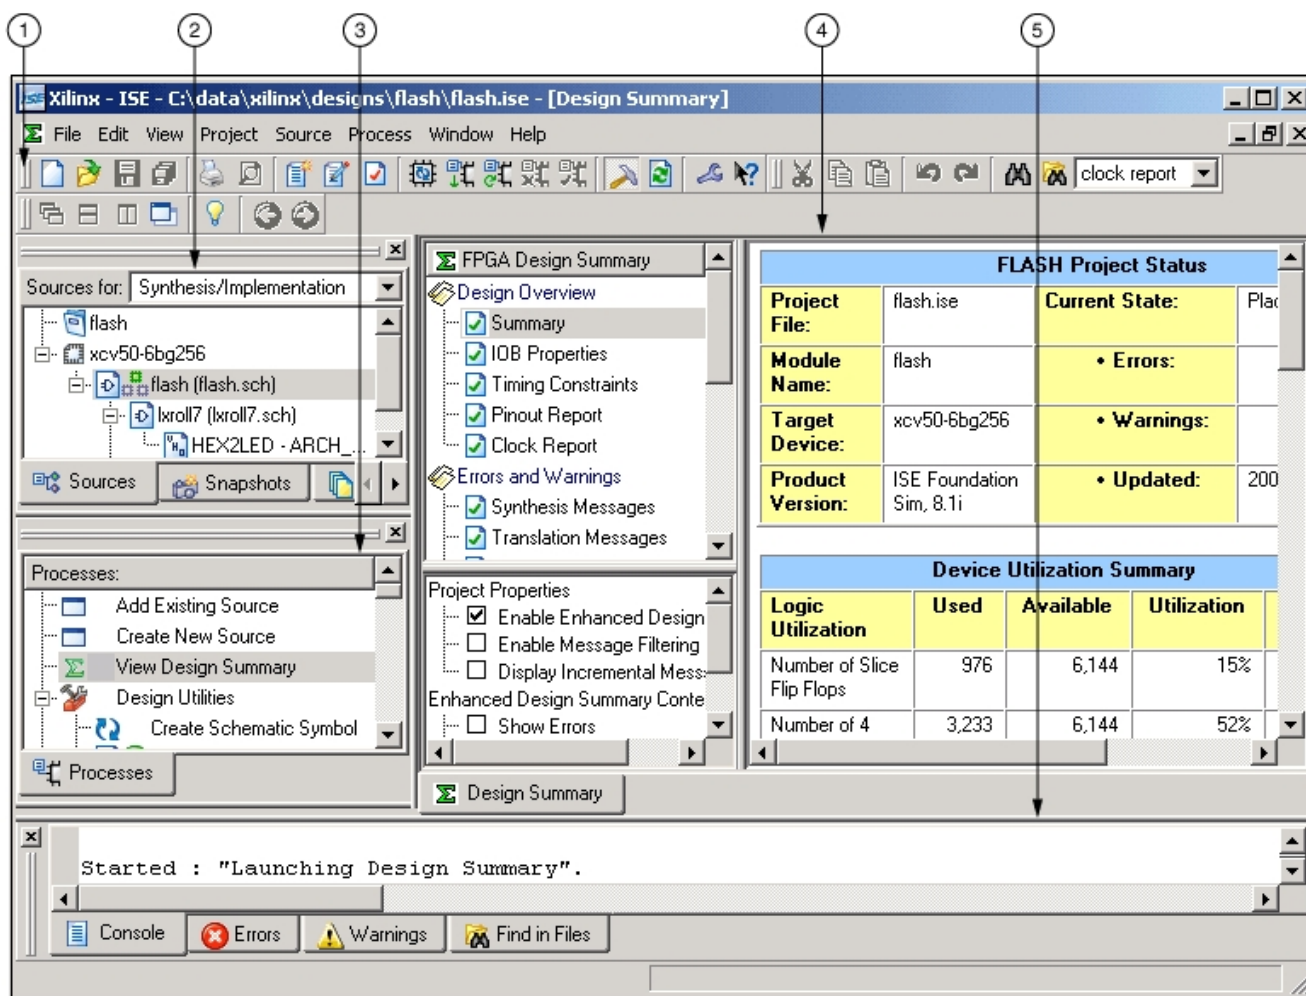 1 2 3 4 5
Xilinx - ISE - C:\data\xilinx\designs\flash\flash.ise - [Design Summary]
File Edit View Project Source Process Window Help
clock report
Sources for: Synthesis/Implementation
flash
xcv50-6bg256
flash (flash.sch)
lxroll7 (lxroll7.sch)
HEX2LED - ARCH_...
Sources Snapshots
Processes:
Add Existing Source
Create New Source
View Design Summary
Design Utilities
Create Schematic Symbol
Processes
FPGA Design Summary
Design Overview
Summary
IOB Properties
Timing Constraints
Pinout Report
Clock Report
Errors and Warnings
Synthesis Messages
Translation Messages
Project Properties
Enable Enhanced Design
Enable Message Filtering
Display Incremental Mess
Enhanced Design Summary Conte
Show Errors
FLASH Project Status
Project File: flash.ise Current State: Plac
Module Name: flash • Errors:
Target Device: xcv50-6bg256 • Warnings:
Product Version: ISE Foundation Sim, 8.1i • Updated: 200
Device Utilization Summary
Logic Utilization Used Available Utilization
Number of Slice Flip Flops 976 6,144 15%
Number of 4 3,233 6,144 52%
Design Summary
Started : "Launching Design Summary".
Console Errors Warnings Find in Files